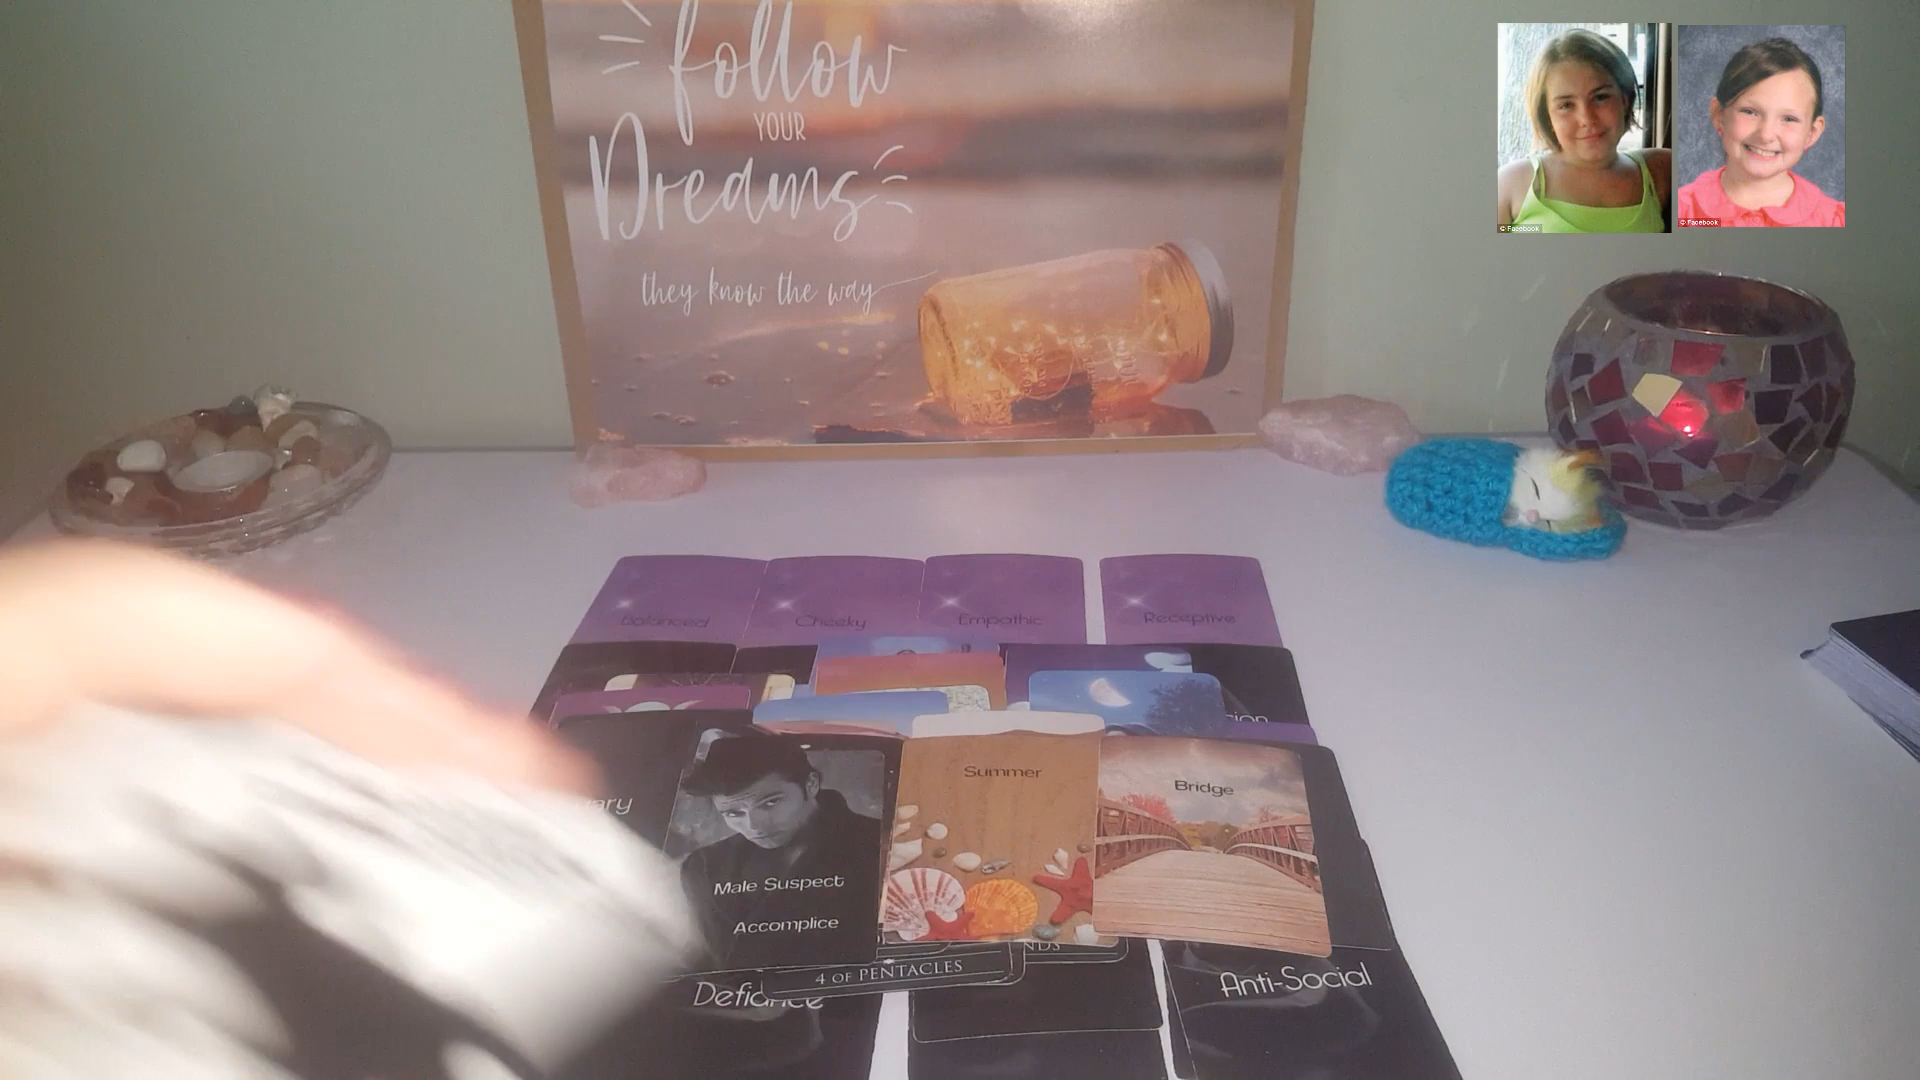 follow
YOUR
Dreams
they know the way
© Facebook
© Facebook
Balanced
Cheeky
Empathic
Receptive
Summer
Bridge
Male Suspect
Accomplice
4 OF PENTACLES
Defiance
Anti-Social